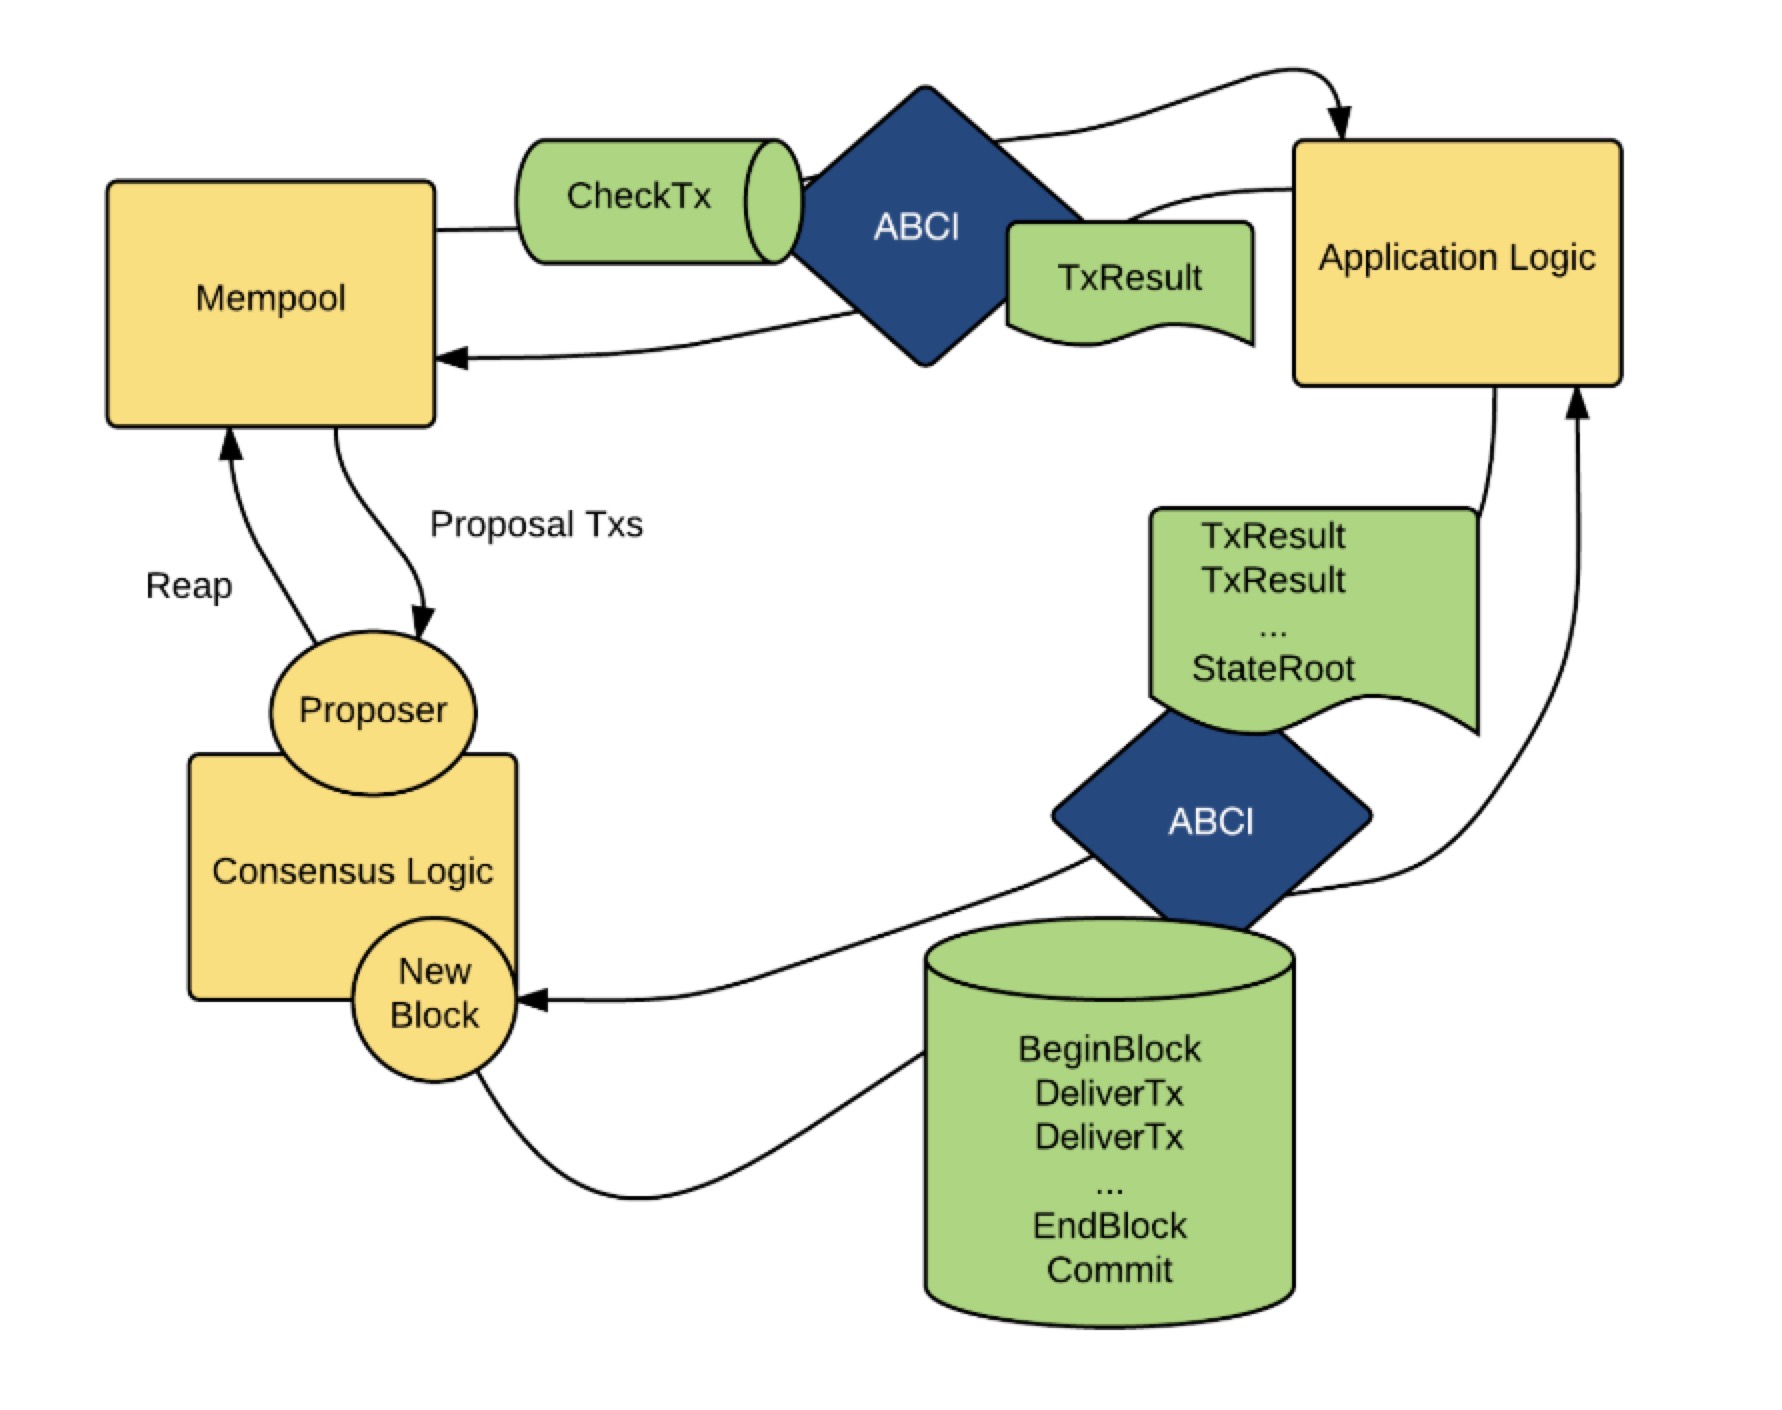 CheckTx
ABCI
TxResult
Application Logic
Mempool
Proposal Txs
Reap
TxResult
TxResult
...
StateRoot
Proposer
ABCI
Consensus Logic
New
Block
BeginBlock
DeliverTx
DeliverTx
...
EndBlock
Commit